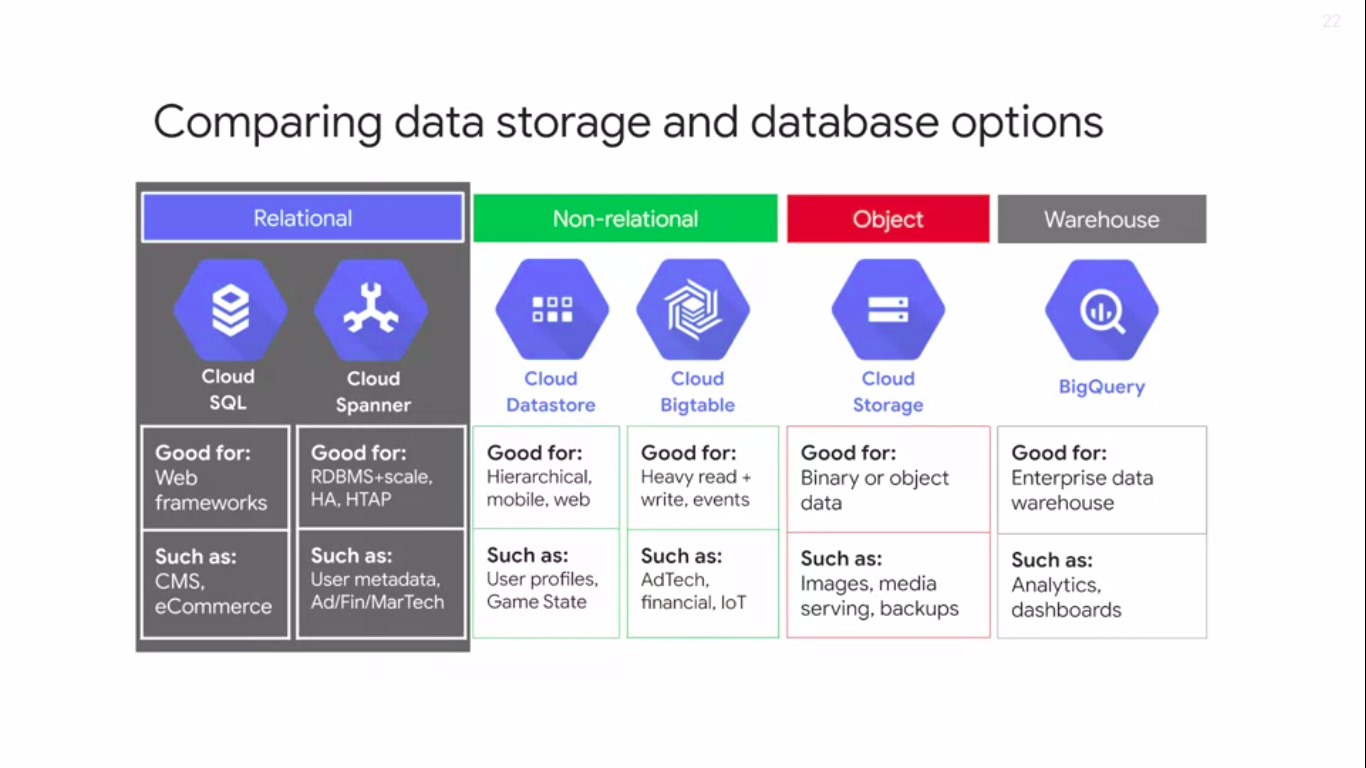 22
Comparing data storage and database options
Relational
Non-relational
Object
Warehouse
Cloud
SQL
Cloud
Spanner
Cloud
Datastore
Cloud
Bigtable
Cloud
Storage
BigQuery
Good for:
Web
frameworks
Good for:
RDBMS+scale,
HA, HTAP
Good for:
Hierarchical,
mobile, web
Good for:
Heavy read +
write, events
Good for:
Binary or object
data
Good for:
Enterprise data
warehouse
Such as:
CMS,
eCommerce
Such as:
User metadata,
Ad/Fin/MarTech
Such as:
User profiles,
Game State
Such as:
AdTech,
financial, IoT
Such as:
Images, media
serving, backups
Such as:
Analytics,
dashboards